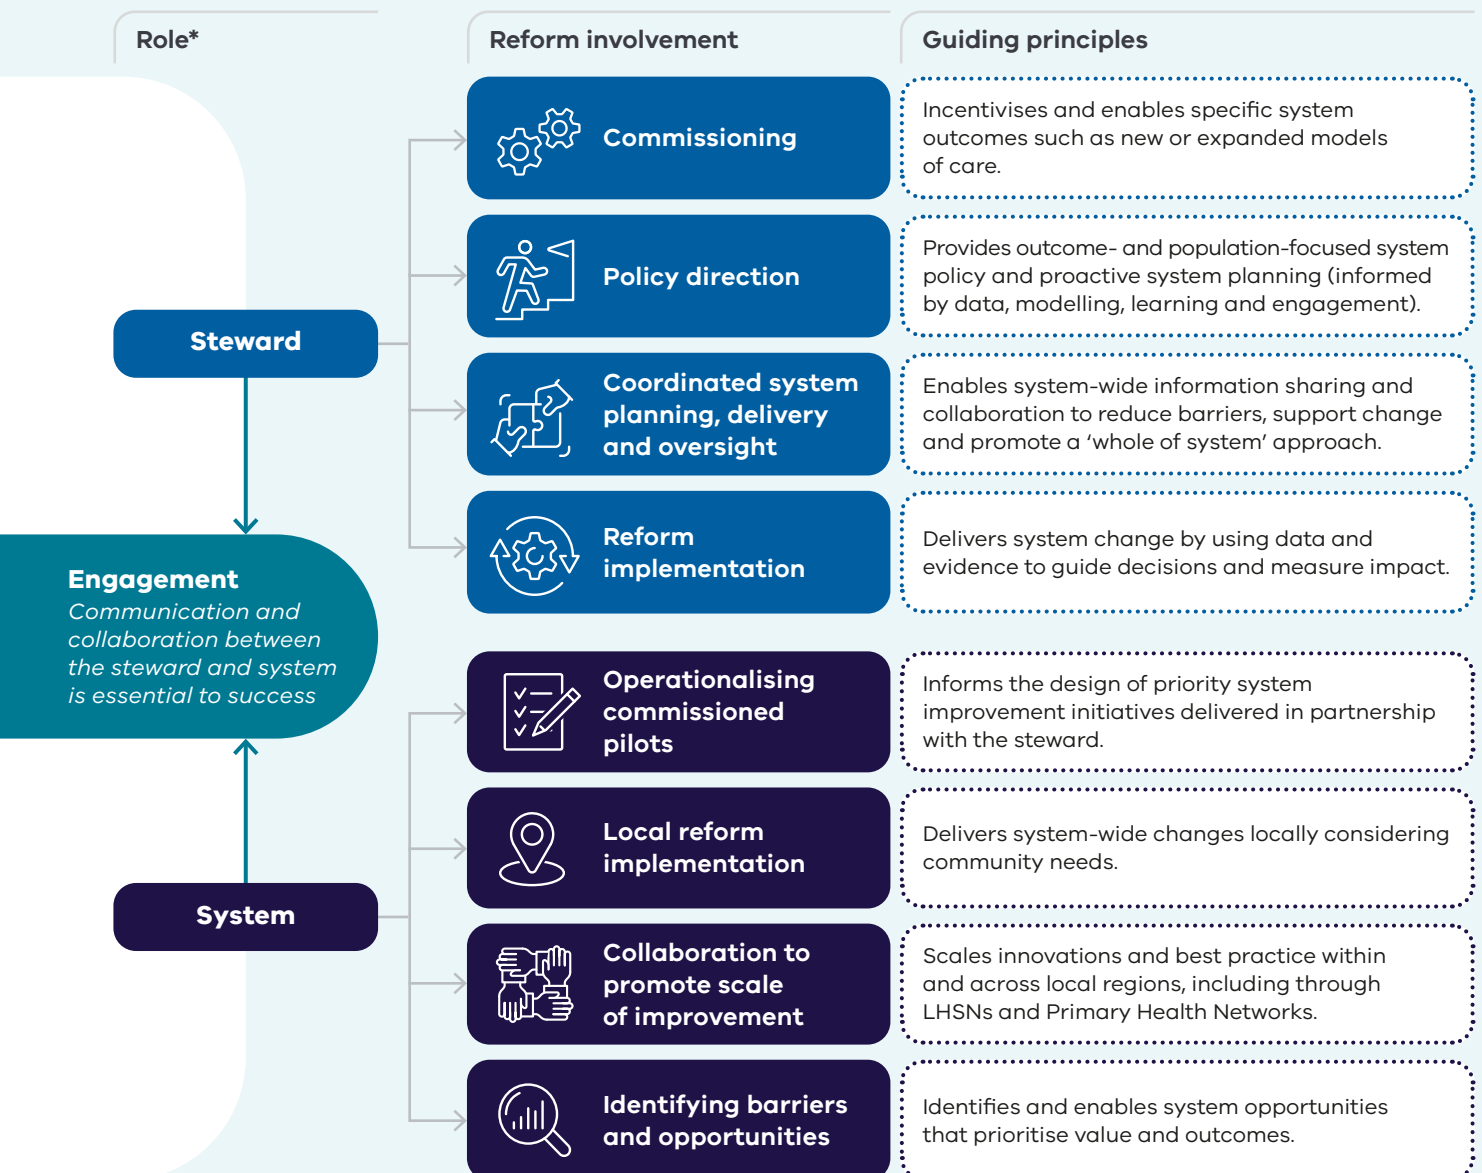 Role*
Reform involvement
Guiding principles
Steward
Commissioning
Incentivises and enables specific system
outcomes such as new or expanded models
of care.
Policy direction
Provides outcome- and population-focused system
policy and proactive system planning (informed
by data, modelling, learning and engagement).
Coordinated system
planning, delivery
and oversight
Enables system-wide information sharing and
collaboration to reduce barriers, support change
and promote a ‘whole of system’ approach.
Reform
implementation
Delivers system change by using data and
evidence to guide decisions and measure impact.
Engagement
Communication and
collaboration between
the steward and system
is essential to success
System
Operationalising
commissioned
pilots
Informs the design of priority system
improvement initiatives delivered in partnership
with the steward.
Local reform
implementation
Delivers system-wide changes locally considering
community needs.
Collaboration to
promote scale
of improvement
Scales innovations and best practice within
and across local regions, including through
LHSNs and Primary Health Networks.
Identifying barriers
and opportunities
Identifies and enables system opportunities
that prioritise value and outcomes.